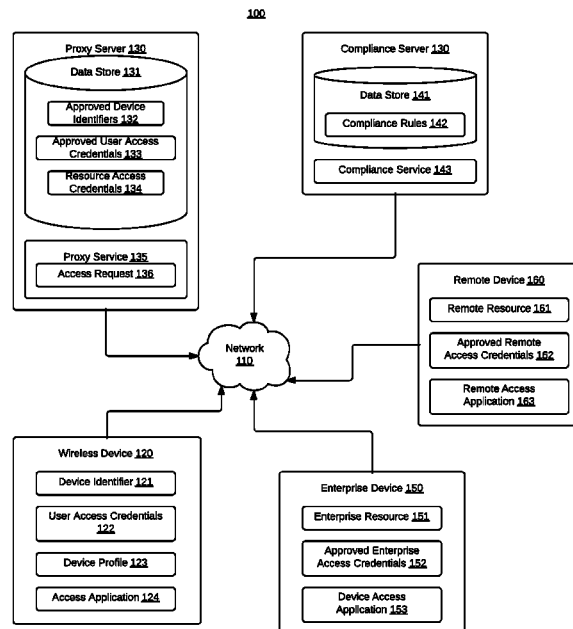 100
Proxy Server 130
Data Store 131
Approved Device
Identifiers 132
Approved User Access
Credentials 133
Resource Access
Credentials 134
Proxy Service 135
Access Request 136
Compliance Server 130
Data Store 141
Compliance Rules 142
Compliance Service 143
Network
110
Remote Device 160
Remote Resource 161
Approved Remote
Access Credentials 162
Remote Access
Application 163
Wireless Device 120
Device Identifier 121
User Access Credentials
122
Device Profile 123
Access Application 124
Enterprise Device 150
Enterprise Resource 151
Approved Enterprise
Access Credentials 152
Device Access
Application 153